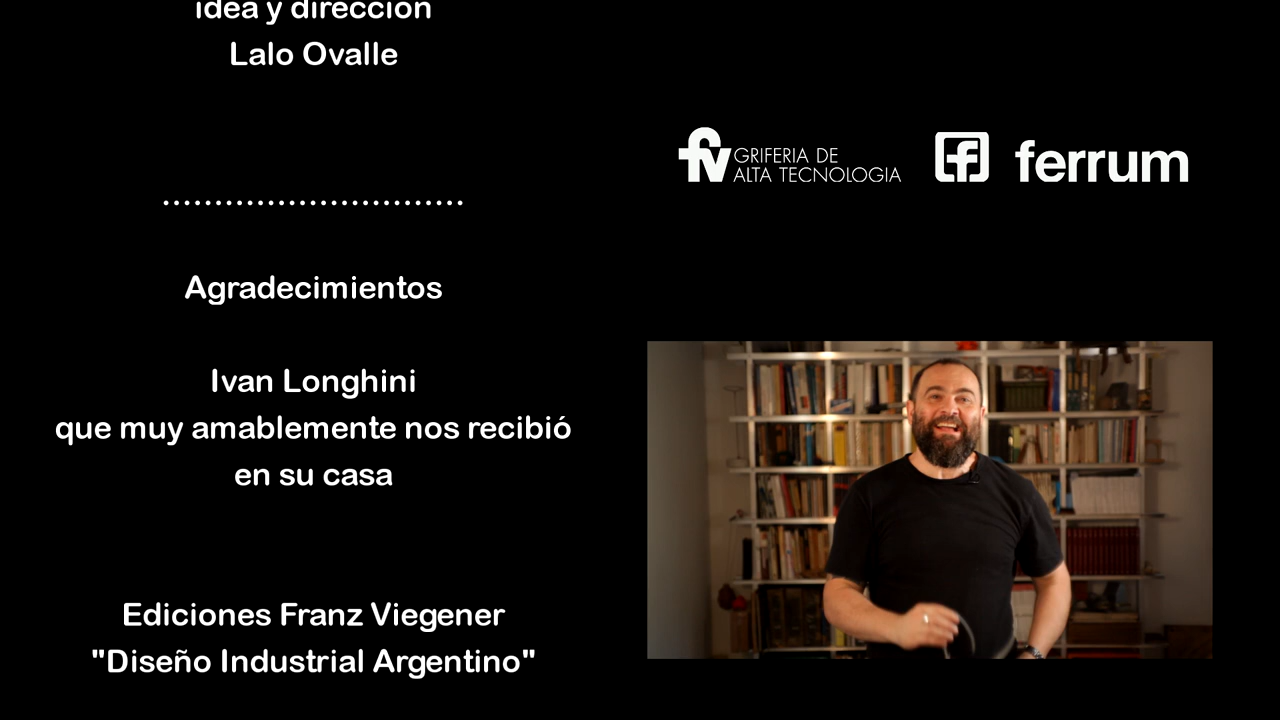 idea y dirección
Lalo Ovalle
.............................
Agradecimientos
Ivan Longhini
que muy amablemente nos recibió
en su casa
Ediciones Franz Viegener
"Diseño Industrial Argentino"
fv GRIFERIA DE
ALTA TECNOLOGIA
f ferrum